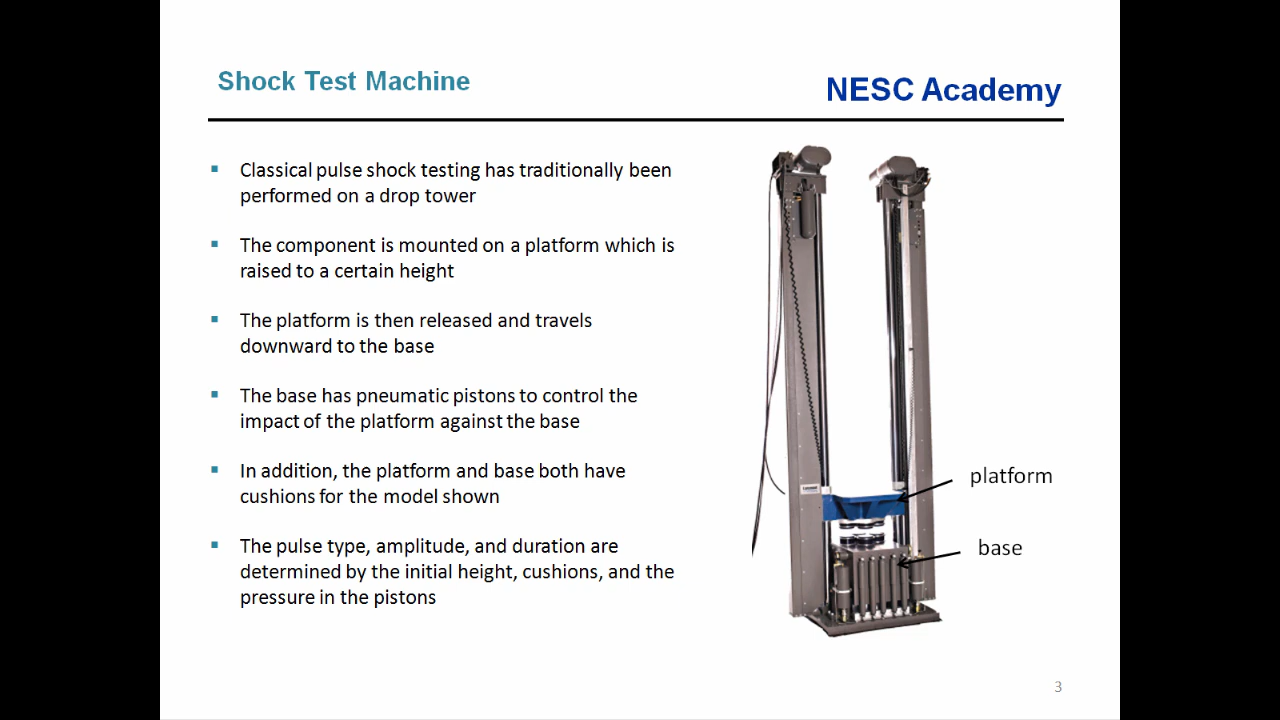 Shock Test Machine
NESC Academy
Classical pulse shock testing has traditionally been
performed on a drop tower
The component is mounted on a platform which is
raised to a certain height
The platform is then released and travels
downward to the base
The base has pneumatic pistons to control the
impact of the platform against the base
In addition, the platform and base both have
cushions for the model shown
The pulse type, amplitude, and duration are
determined by the initial height, cushions, and the
pressure in the pistons
platform
base
3